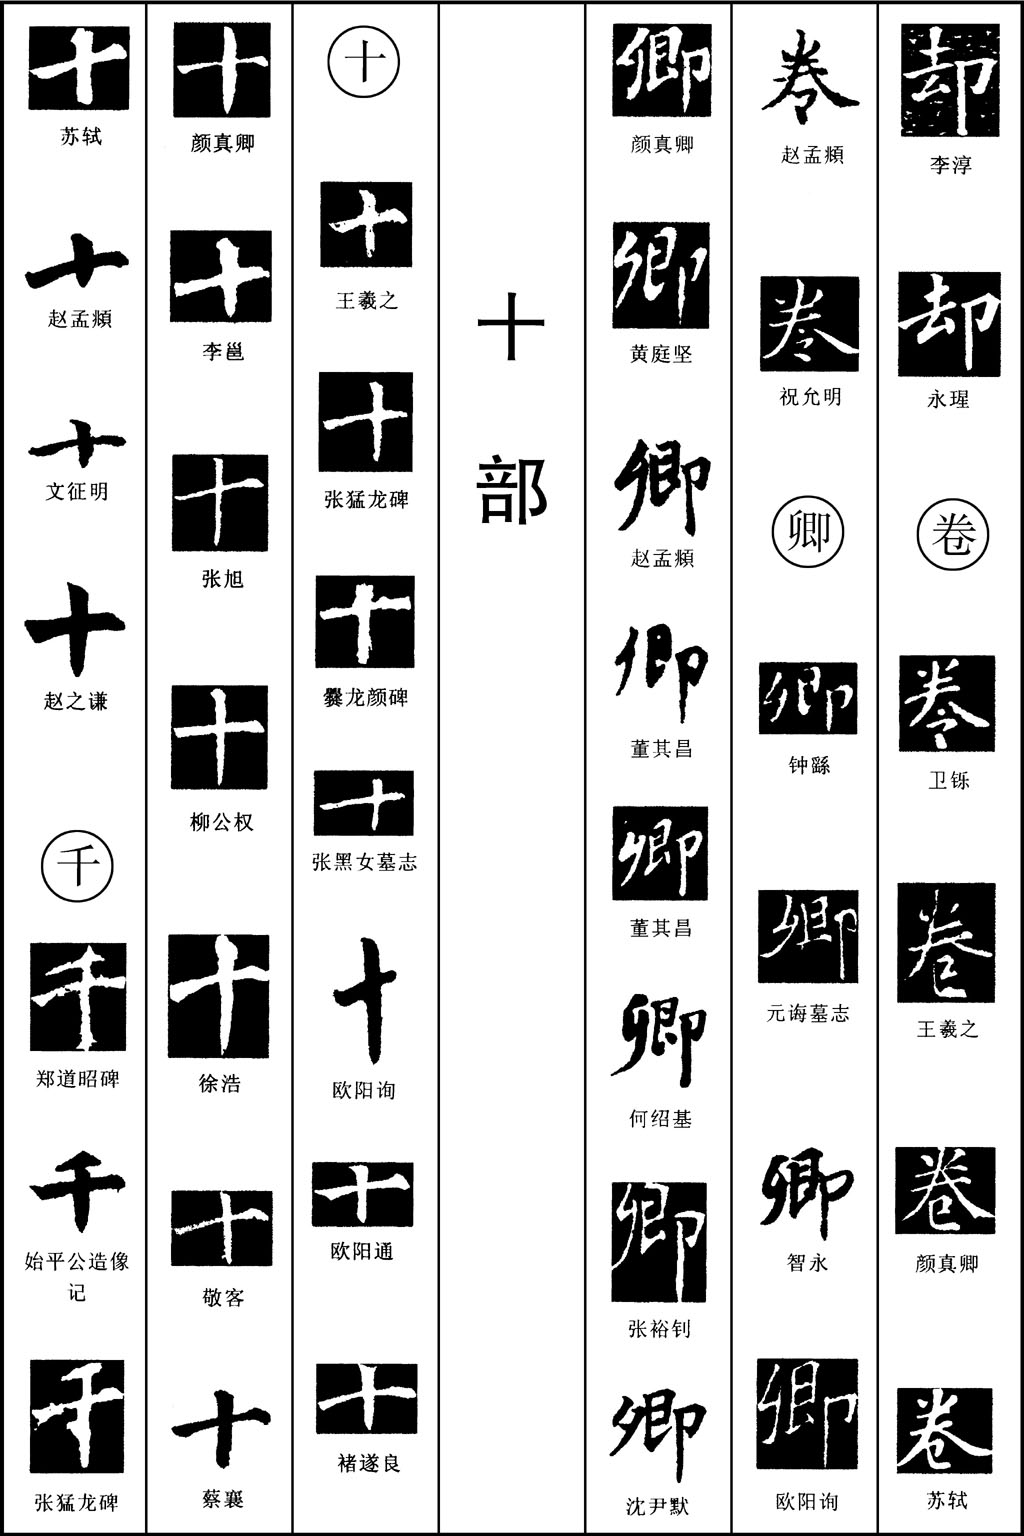 却
李淳
却
永瑆
卷
卷
卫铄
卷
王羲之
卷
颜真卿
卷
苏轼
卷
赵孟頫
卷
祝允明
卿
卿
钟繇
卿
元诲墓志
卿
智永
卿
欧阳询
卿
颜真卿
卿
黄庭坚
卿
赵孟頫
卿
董其昌
卿
董其昌
卿
何绍基
卿
张裕钊
卿
沈尹默
十部
十
十
王羲之
十
张猛龙碑
十
爨龙颜碑
十
张黑女墓志
十
欧阳询
十
欧阳通
十
褚遂良
十
颜真卿
十
李邕
十
张旭
十
柳公权
十
徐浩
十
敬客
十
蔡襄
十
苏轼
十
赵孟頫
十
文征明
十
赵之谦
千
千
郑道昭碑
千
始平公造像
记
千
张猛龙碑